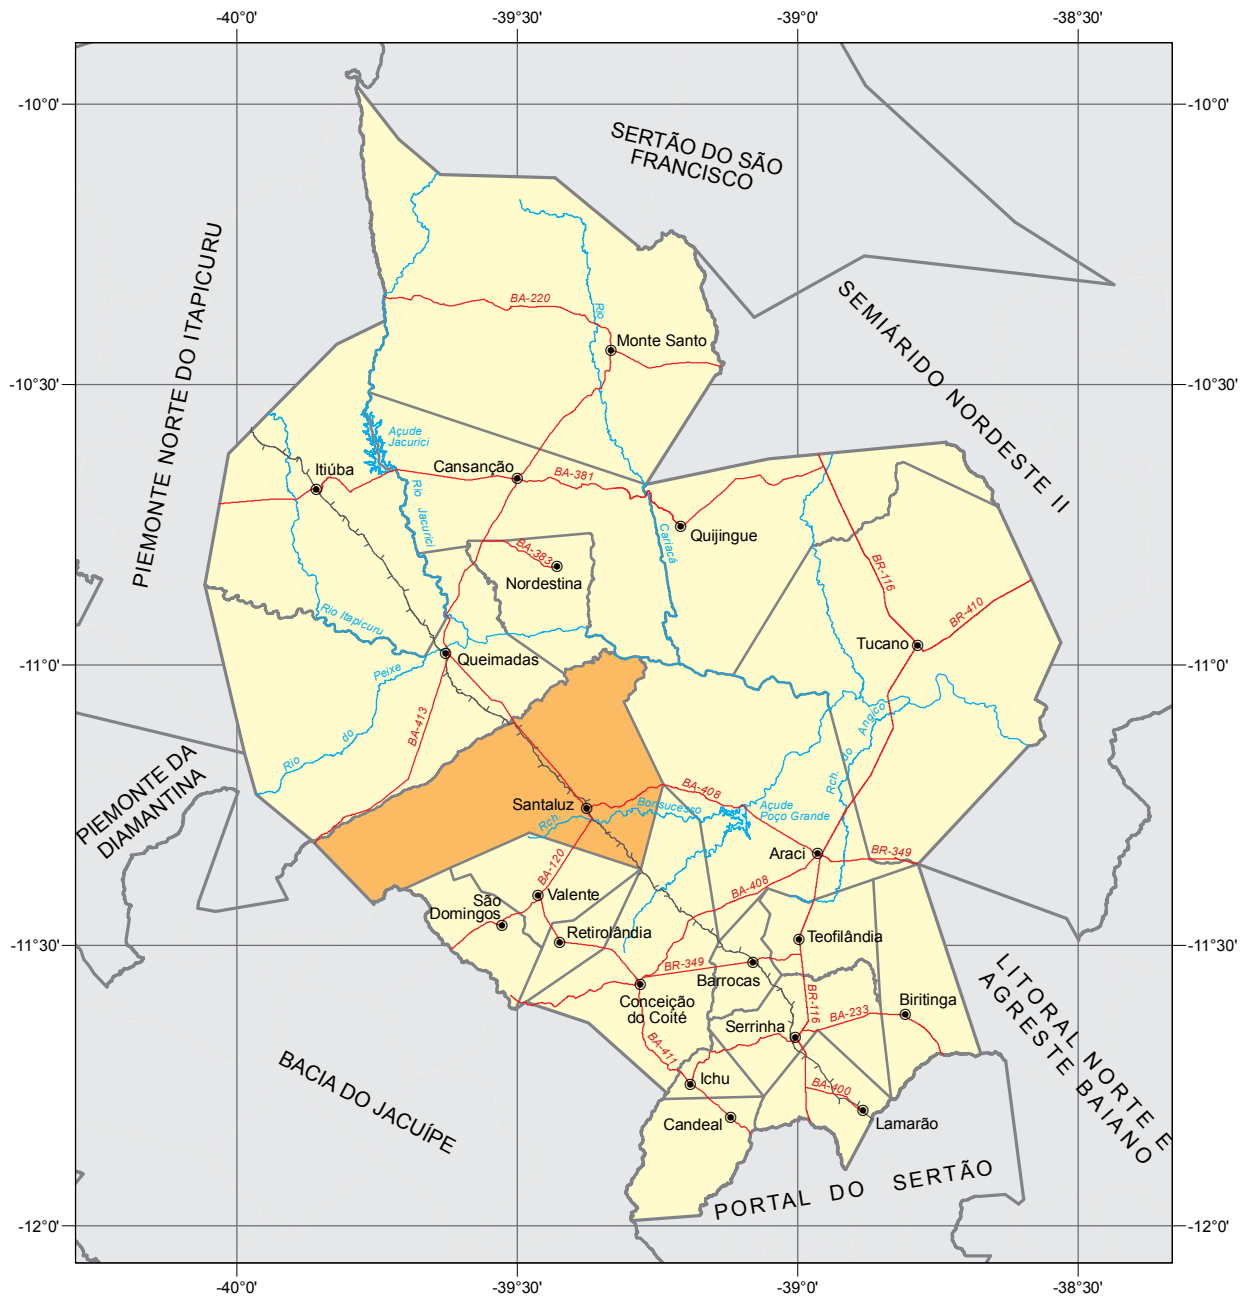 -40°0'
-39°30'
-39°0'
-38°30'
-10°0'
-10°0'
SERTÃO DO SÃO
FRANCISCO
PIEMONTE NORTE DO ITAPICURU
SEMIÁRIDO NORDESTE II
BA-220
Rio
Monte Santo
-10°30'
-10°30'
Açude
Jacurici
Itiúba
Cansanção
BA-381
Rio Jacurici
Quijingue
Cariacá
BA-383
Nordestina
BR-116
BR-410
Rio Itapicuru
Tucano
Queimadas
-11°0'
-11°0'
Peixe
do
Rio
BA-413
Angico
do
Rch.
PIEMONTE DA
DIAMANTINA
BA-408
Santaluz
Bonsucesso
Rch.
Açude
Poço Grande
Araci
BR-349
BA-120
BA-408
Valente
São
Domingos
Retirolândia
Teofilândia
-11°30'
-11°30'
BR-349
Barrocas
LITORAL NORTE E
AGRESTE BAIANO
Conceição
do Coité
BR-116
Biritinga
BA-233
Serrinha
BA-411
BACIA DO JACUÍPE
Ichu
BA-400
Candeal
Lamarão
PORTAL DO SERTÃO
-12°0'
-12°0'
-40°0'
-39°30'
-39°0'
-38°30'